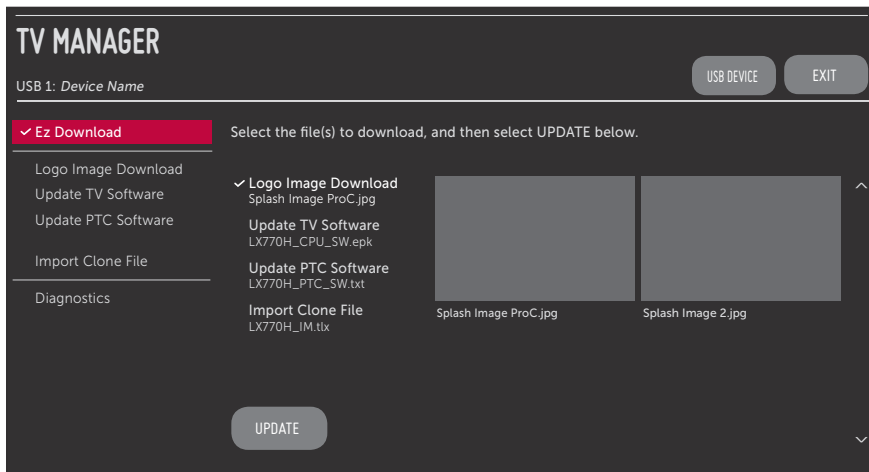 TV MANAGER
USB 1: Device Name
USB DEVICE
EXIT
Ez Download
Logo Image Download
Update TV Software
Update PTC Software
Import Clone File
Diagnostics
Select the file(s) to download, and then select UPDATE below.
Logo Image Download
Splash Image ProC.jpg
Update TV Software
LX770H_CPU_SW.epk
Update PTC Software
LX770H_PTC_SW.txt
Import Clone File
LX770H_IM.tlx
Splash Image ProC.jpg
Splash Image 2.jpg
UPDATE